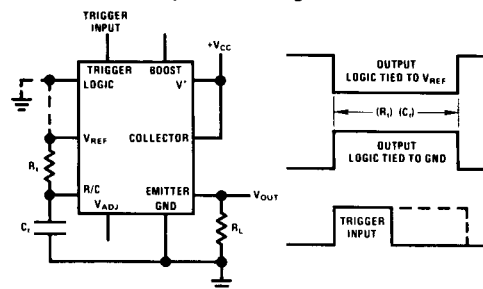 TRIGGER
INPUT
+VCC
TRIGGER BOOST
LOGIC V+
VREF COLLECTOR
Rt
R/C EMITTER
VADJ GND
VOUT
Ct
RL
OUTPUT
LOGIC TIED TO VREF
(Rt) (Ct)
OUTPUT
LOGIC TIED TO GND
TRIGGER
INPUT